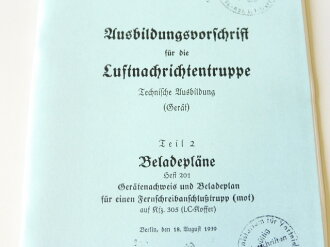 Ausbildungsvorschrift
für die
Luftnachrichtentruppe
Technische Ausbildung
(Gerät)
Teil 2
Beladepläne
Heft 201
Gerätenachweis und Beladeplan
für einen Fernschreibanschlußtrupp (mot)
auf Kfz. 305 (LC-Koffer)
Berlin, den 18. August 1939